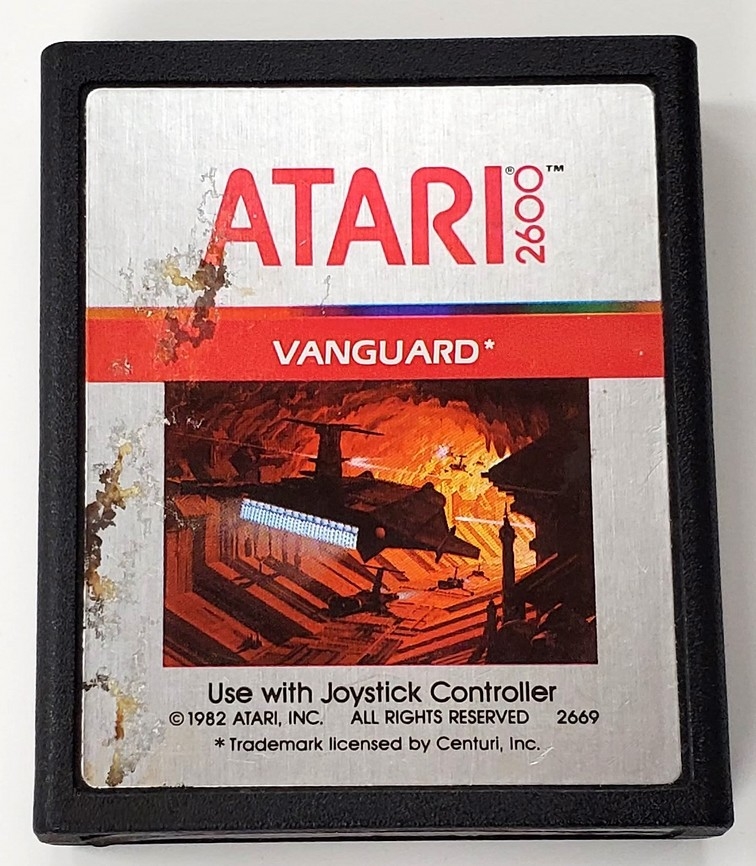 ATARI® 2600™
VANGUARD*
Use with Joystick Controller
©1982 ATARI, INC. ALL RIGHTS RESERVED 2669
*Trademark licensed by Centuri, Inc.